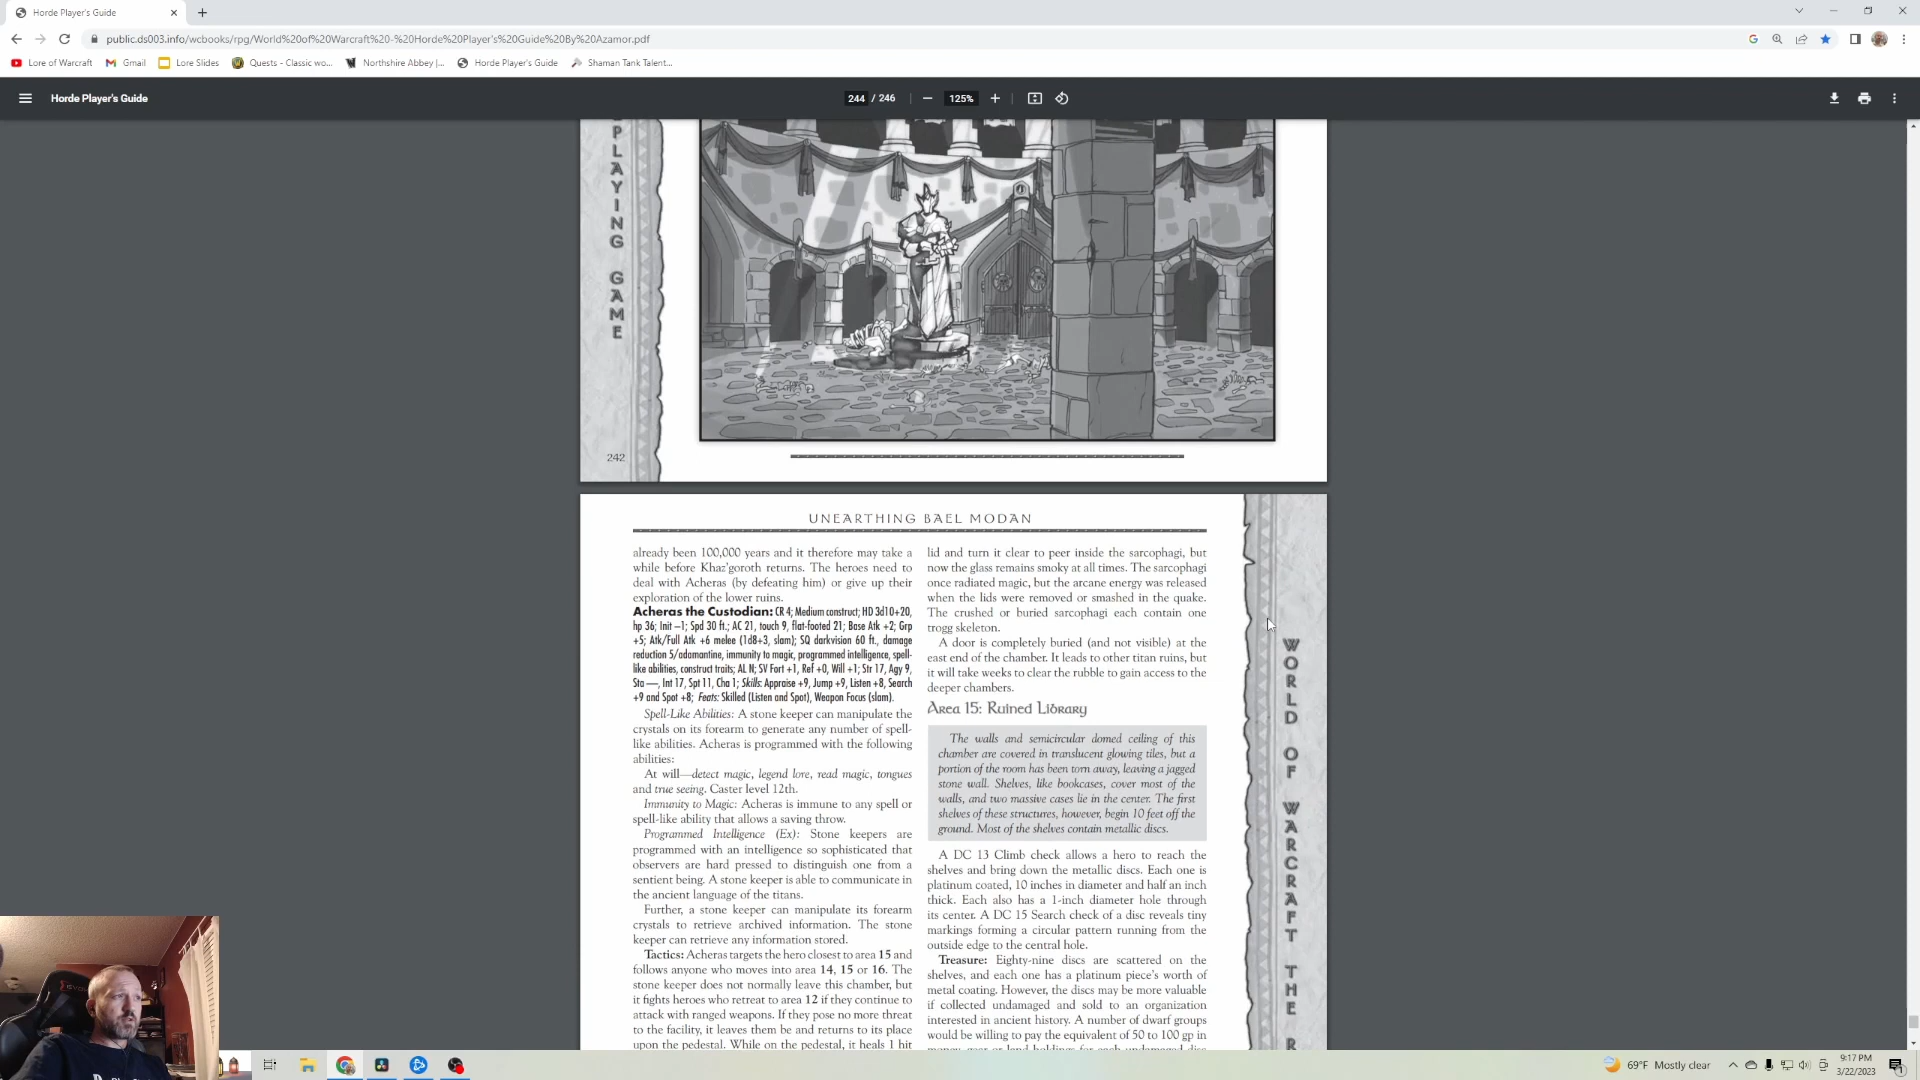 Horde Player's Guide
public.ds003.info/wcbooks/rpg/World%20of%20Warcraft%20-%20Horde%20Player's%20Guide%20By%20Azamor.pdf
Lore of Warcraft
Gmail
Lore Slides
Quests - Classic wo...
Northshire Abbey |...
Horde Player's Guide
Shaman Tank Talent...
Horde Player's Guide
244 / 246
125%
PLAYING GAME
242
UNEARTHING BAEL MODAN
already been 100,000 years and it therefore may take a
while before Khaz'goroth returns. The heroes need to
deal with Acheras (by defeating him) or give up their
exploration of the lower ruins.
Acheras the Custodian: CR 4; Medium construct; HD 3d10+20,
hp 36; Init –1; Spd 30 ft.; AC 21, touch 9, flat-footed 21; Base Atk +2; Grp
+5; Atk/Full Atk +6 melee (1d8+3, slam); SQ darkvision 60 ft., damage
reduction 5/adamantine, immunity to magic, programmed intelligence, spell-
like abilities, construct traits; AL N; SV Fort +1, Ref +0, Will +1; Str 17, Agy 9,
Sta —, Int 17, Spt 11, Cha 1; Skills: Appraise +9, Jump +9, Listen +8, Search
+9 and Spot +8; Feats: Skilled (Listen and Spot), Weapon Focus (slam).
Spell-Like Abilities: A stone keeper can manipulate the
crystals on its forearm to generate any number of spell-
like abilities. Acheras is programmed with the following
abilities:
At will—detect magic, legend lore, read magic, tongues
and true seeing. Caster level 12th.
Immunity to Magic: Acheras is immune to any spell or
spell-like ability that allows a saving throw.
Programmed Intelligence (Ex): Stone keepers are
programmed with an intelligence so sophisticated that
observers are hard pressed to distinguish one from a
sentient being. A stone keeper is able to communicate in
the ancient language of the titans.
Further, a stone keeper can manipulate its forearm
crystals to retrieve archived information. The stone
keeper can retrieve any information stored.
Tactics: Acheras targets the hero closest to area 15 and
follows anyone who moves into area 14, 15 or 16. The
stone keeper does not normally leave this chamber, but
it fights heroes who retreat to area 12 if they continue to
attack with ranged weapons. If they pose no more threat
to the facility, it leaves them be and returns to its place
upon the pedestal. While on the pedestal, it heals 1 hit
lid and turn it clear to peer inside the sarcophagi, but
now the glass remains smoky at all times. The sarcophagi
once radiated magic, but the arcane energy was released
when the lids were removed or smashed in the quake.
The crushed or buried sarcophagi each contain one
trogg skeleton.
A door is completely buried (and not visible) at the
east end of the chamber. It leads to other titan ruins, but
it will take weeks to clear the rubble to gain access to the
deeper chambers.
Area 15: Ruined Library
The walls and semicircular domed ceiling of this
chamber are covered in translucent glowing tiles, but a
portion of the room has been torn away, leaving a jagged
stone wall. Shelves, like bookcases, cover most of the
walls, and two massive cases lie in the center. The first
shelves of these structures, however, begin 10 feet off the
ground. Most of the shelves contain metallic discs.
A DC 13 Climb check allows a hero to reach the
shelves and bring down the metallic discs. Each one is
platinum coated, 10 inches in diameter and half an inch
thick. Each also has a 1-inch diameter hole through
its center. A DC 15 Search check of a disc reveals tiny
markings forming a circular pattern running from the
outside edge to the central hole.
Treasure: Eighty-nine discs are scattered on the
shelves, and each one has a platinum piece's worth of
metal coating. However, the discs may be more valuable
if collected undamaged and sold to an organization
interested in ancient history. A number of dwarf groups
would be willing to pay the equivalent of 50 to 100 gp in
money, gear or land holdings for each undamaged disc
WORLD OF WARCRAFT THE R
69°F Mostly clear
9:17 PM
3/22/2023